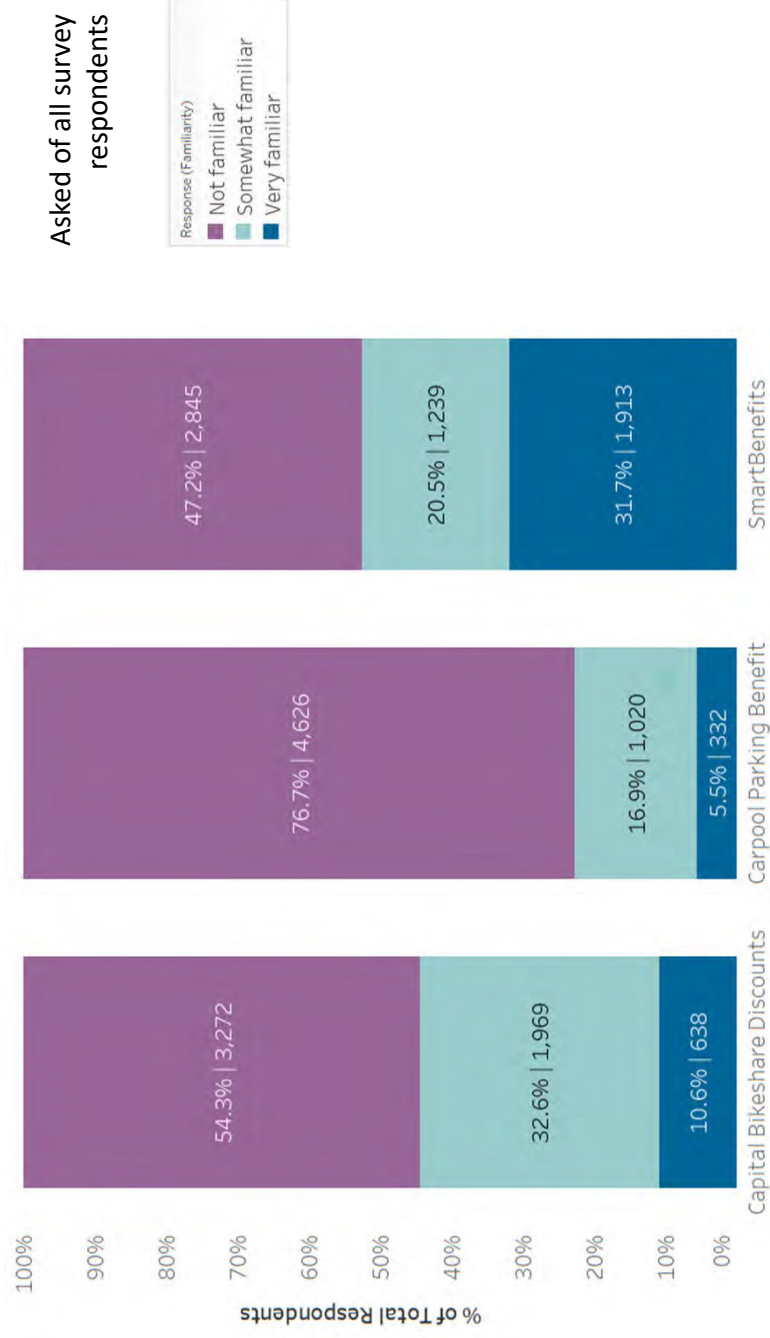 Asked of all survey
respondents
Response (Familiarity)
Not familiar
Somewhat familiar
Very familiar
% of Total Respondents
100%
90%
80%
70%
60%
50%
40%
30%
20%
10%
0%
54.3% | 3,272
32.6% | 1,969
10.6% | 638
Capital Bikeshare Discounts
76.7% | 4,626
16.9% | 1,020
5.5% | 332
Carpool Parking Benefit
47.2% | 2,845
20.5% | 1,239
31.7% | 1,913
SmartBenefits